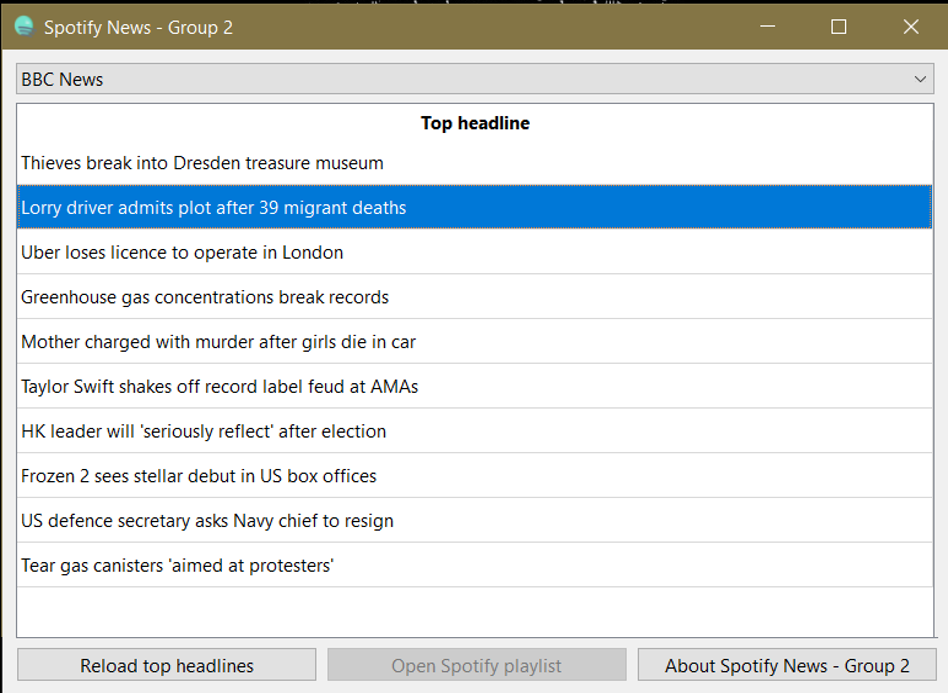 Spotify News - Group 2
BBC News
Top headline
Thieves break into Dresden treasure museum
Lorry driver admits plot after 39 migrant deaths
Uber loses licence to operate in London
Greenhouse gas concentrations break records
Mother charged with murder after girls die in car
Taylor Swift shakes off record label feud at AMAs
HK leader will 'seriously reflect' after election
Frozen 2 sees stellar debut in US box offices
US defence secretary asks Navy chief to resign
Tear gas canisters 'aimed at protesters'
Reload top headlines
Open Spotify playlist
About Spotify News - Group 2